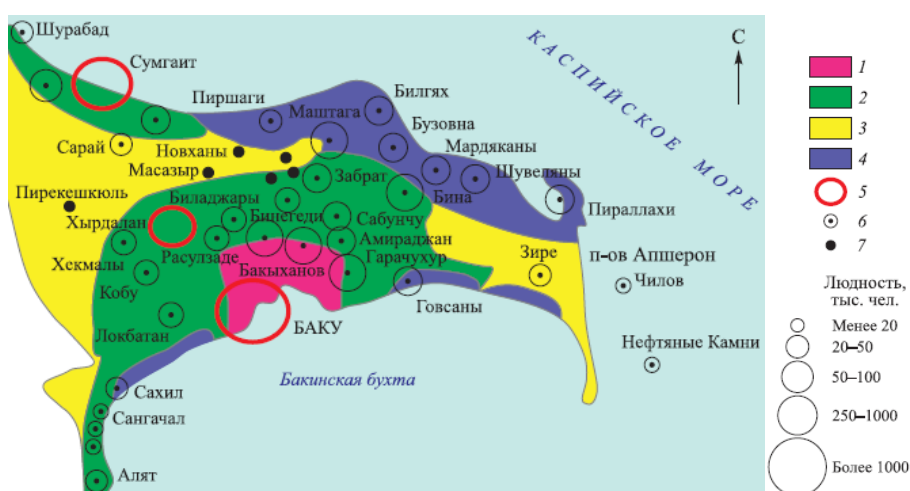 Шурабад
Сумгаит
КАСПИЙСКОЕ МОРЕ
С
Пиршаги
Маштага
Билгях
Бузовна
Мардяканы
Шувеляны
Сарай
Новханы
Масазыр
Забрат
Бина
Пираллахи
Пирекешкюль
Биладжары
Хырдалан
Бинегеди
Сабунчу
Расулзаде
Амираджан
Хекмалы
Бакыханов
Гарачухур
Зире
п-ов Апшерон
Кобу
Чилов
Говсаны
Локбатан
БАКУ
Нефтяные Камни
Бакинская бухта
Сахил
Сангачал
Алят
1
2
3
4
5
6
7
Людность,
тыс. чел.
Менее 20
20–50
50–100
250–1000
Более 1000